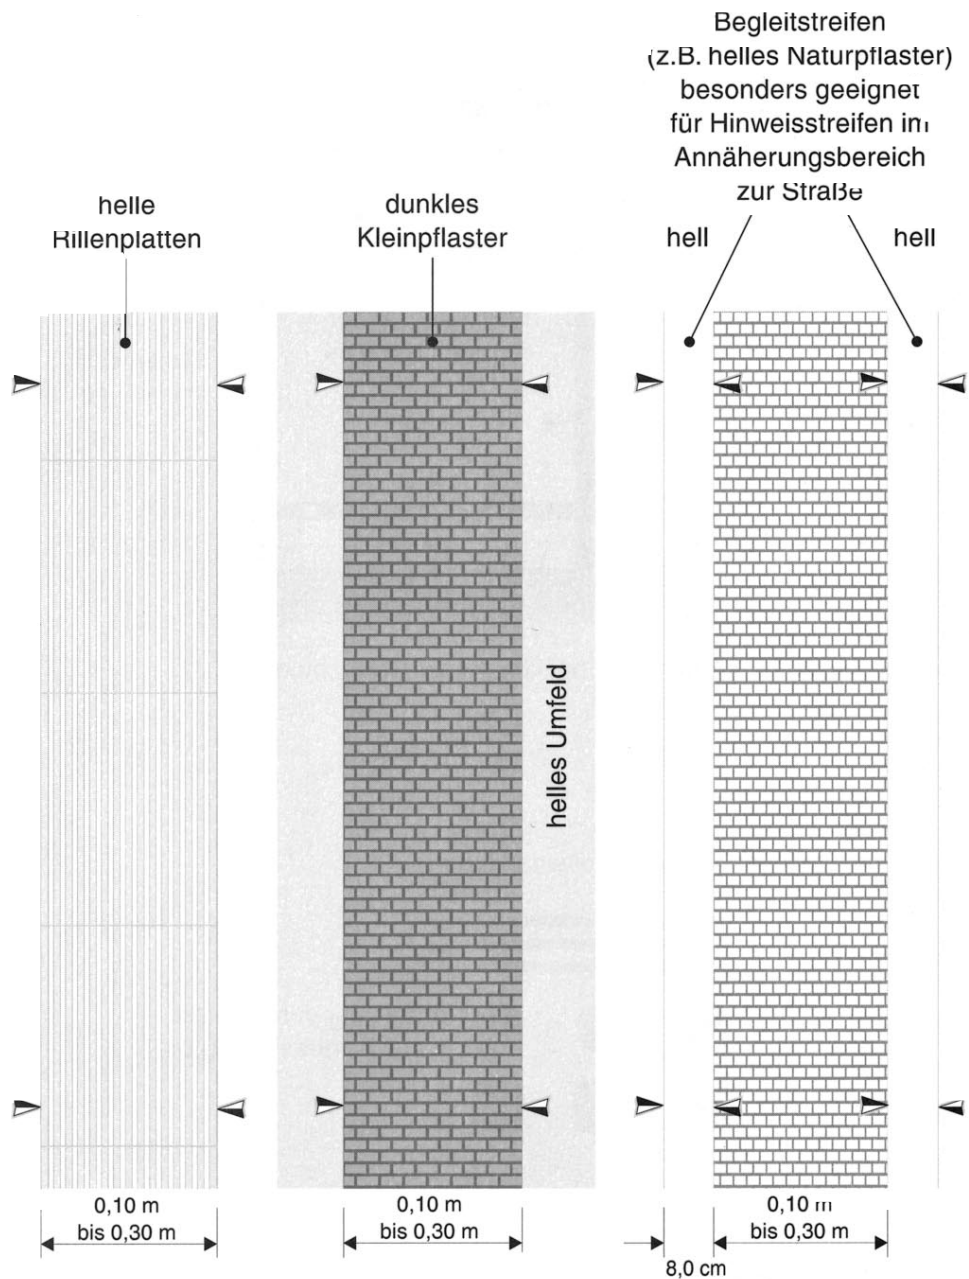 Begleitstreifen
(z.B. helles Naturpflaster)
besonders geeignet
für Hinweisstreifen im
Annäherungsbereich
zur Straße
helle
Rillenplatten
dunkles
Kleinpflaster
hell
hell
helles Umfeld
0,10 m
bis 0,30 m
0,10 m
bis 0,30 m
0,10 m
bis 0,30 m
8,0 cm